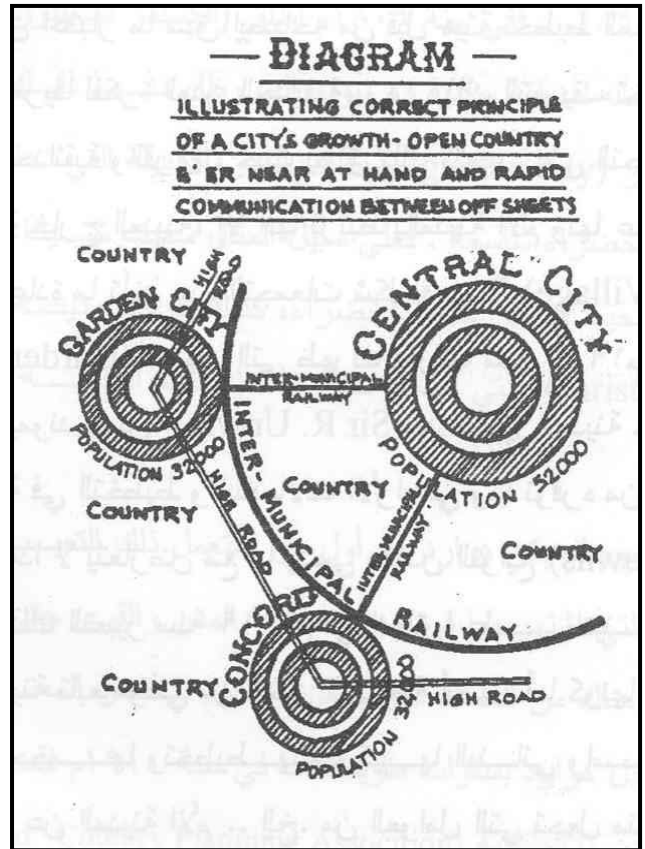 — DIAGRAM —
ILLUSTRATING CORRECT PRINCIPLE
OF A CITY'S GROWTH - OPEN COUNTRY
& ER NEAR AT HAND AND RAPID
COMMUNICATION BETWEEN OFF SHEETS
COUNTRY
HIGH
ROAD
GARDEN CITY
POPULATION 32000
CENTRAL CITY
POPULATION 52000
INTER-MUNICIPAL
RAILWAY
COUNTRY
COUNTRY
HIGH ROAD
INTER-MUNICIPAL RAILWAY
INTER-MUNICIPAL
RAILWAY
COUNTRY
COUNTRY
CONCORD
POPULATION 32000
HIGH ROAD